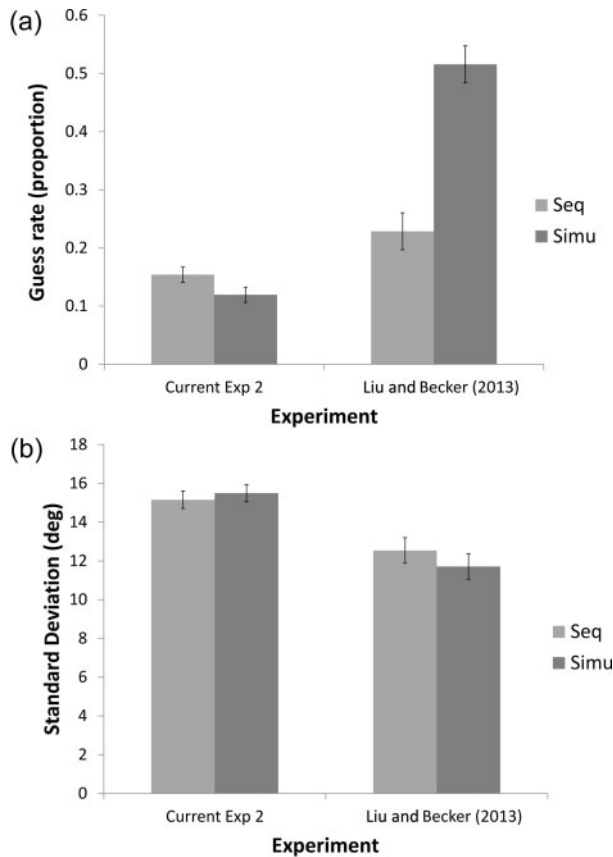 (a)
Guess rate (proportion)
0.6
0.5
0.4
0.3
0.2
0.1
0
Current Exp 2
Liu and Becker (2013)
Experiment
Seq
Simu
(b)
Standard Deviation (deg)
18
16
14
12
10
8
6
4
2
0
Current Exp 2
Liu and Becker (2013)
Experiment
Seq
Simu